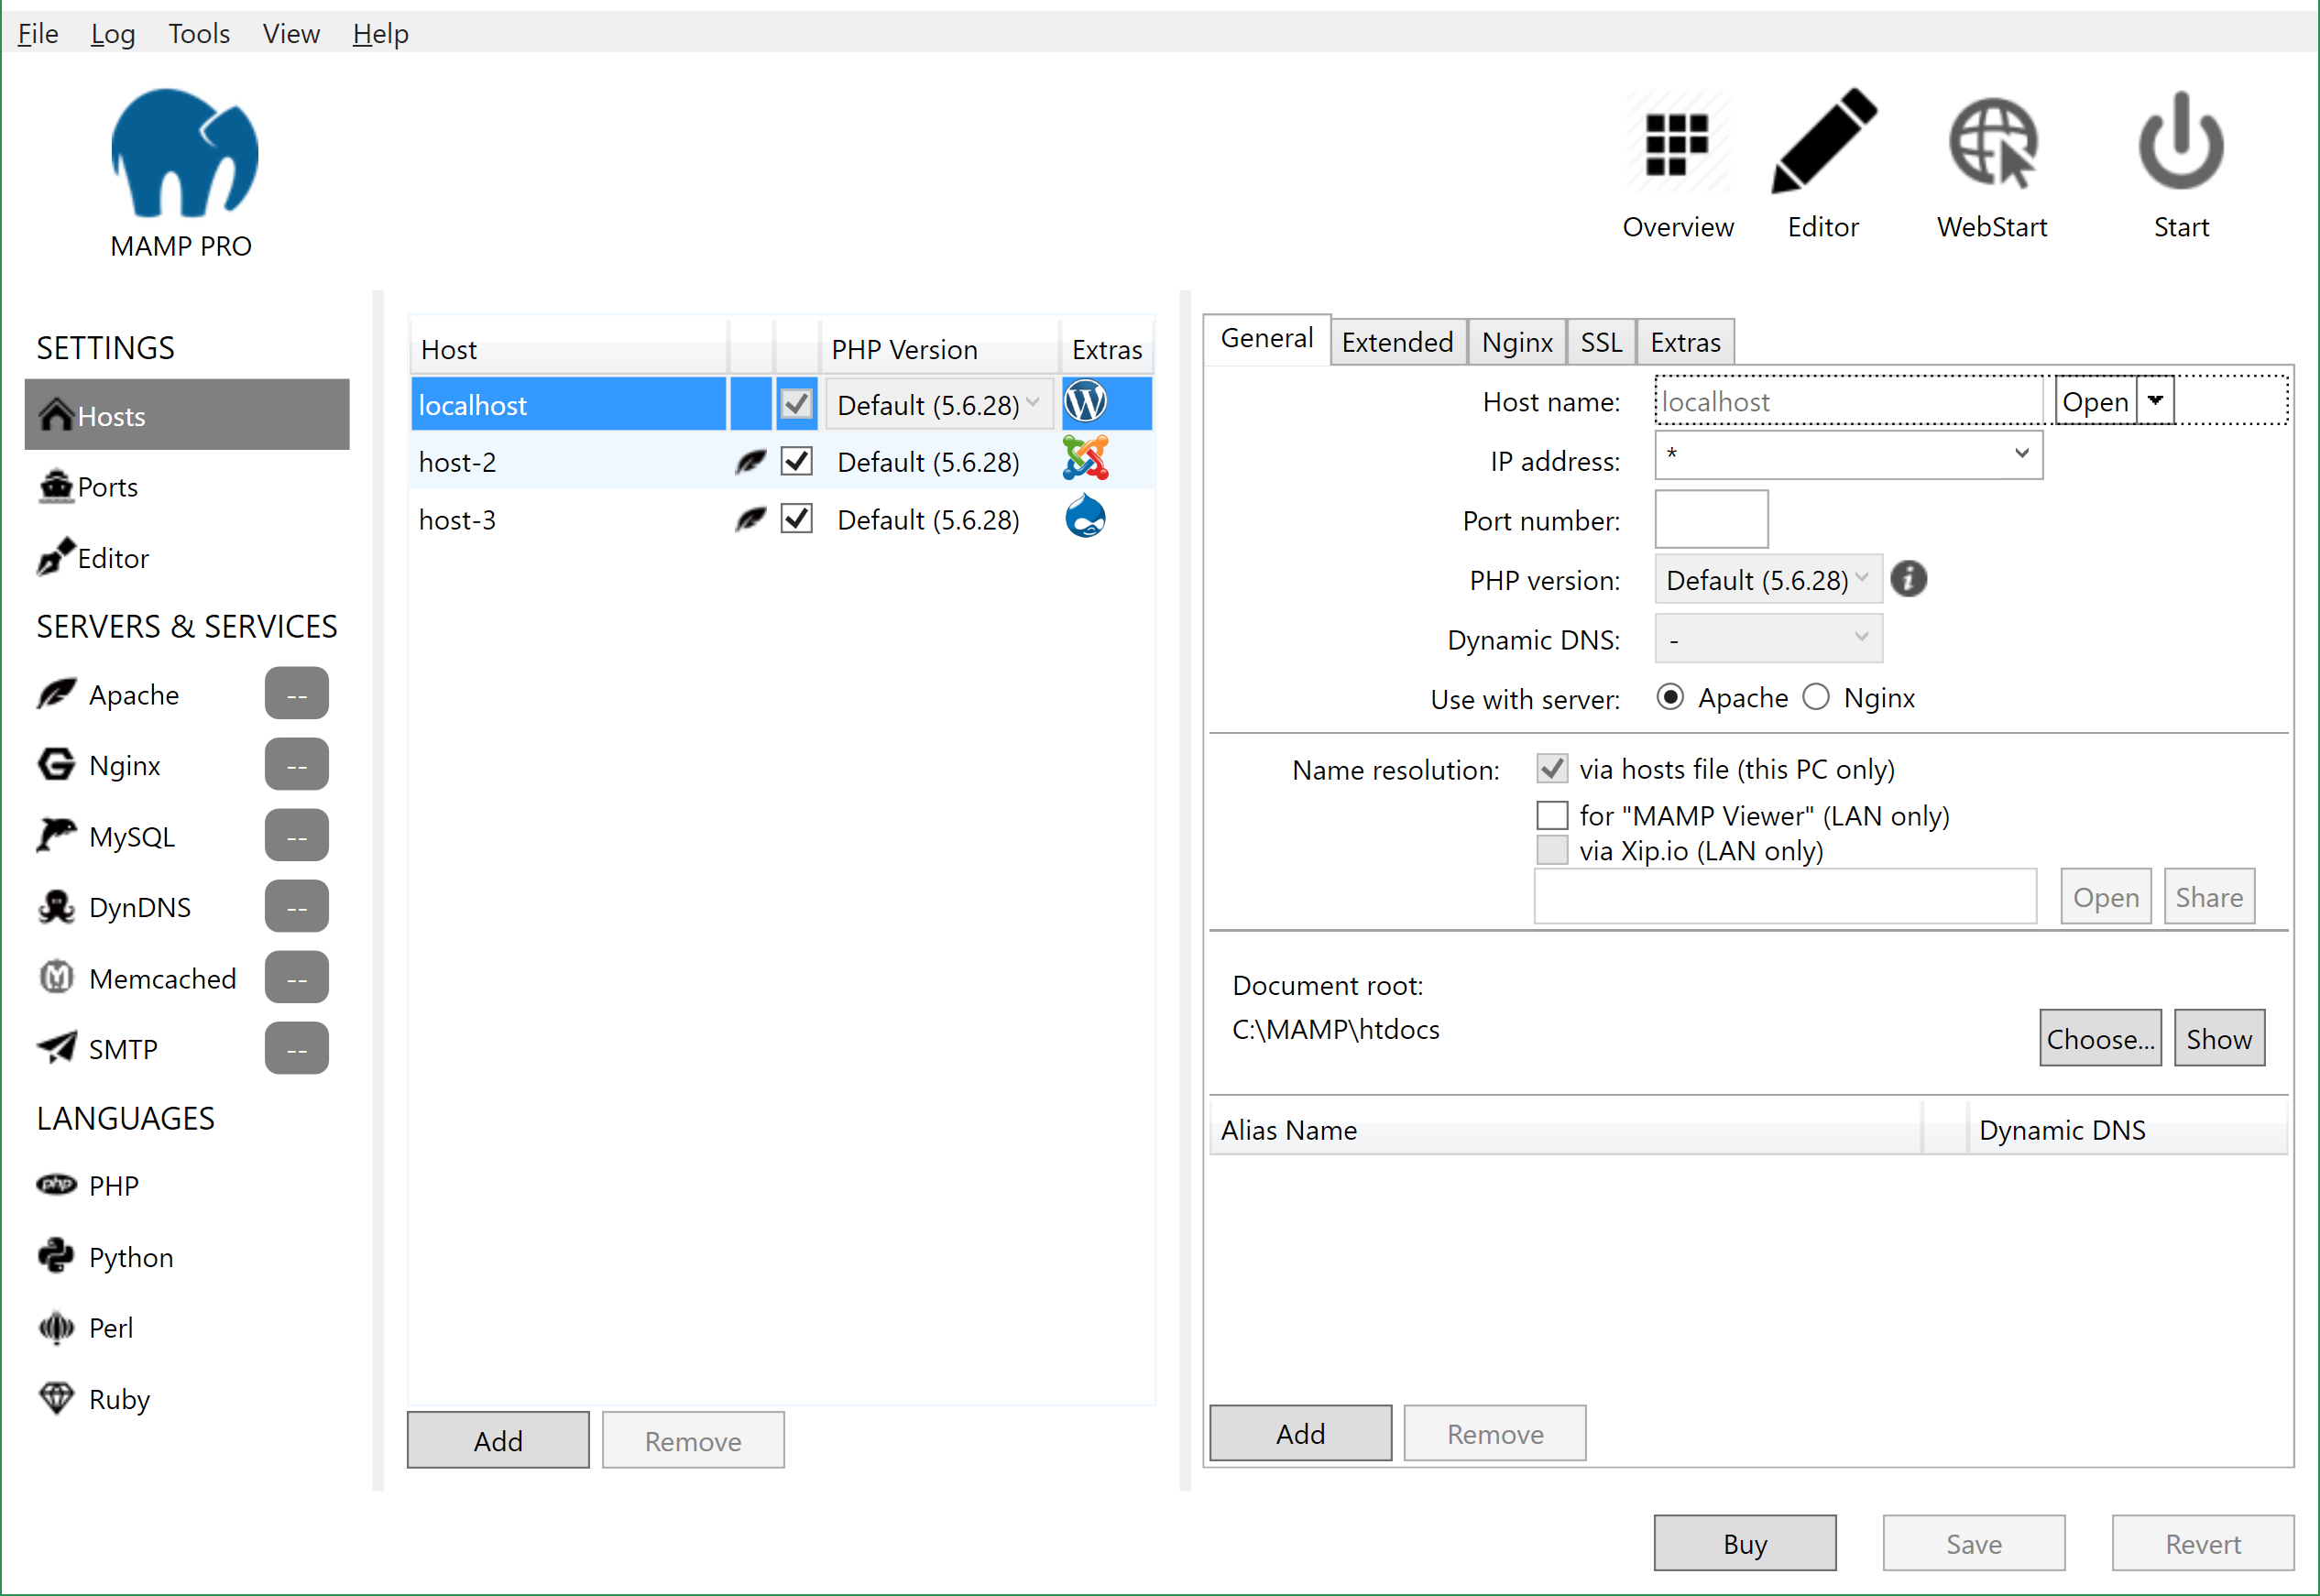 File Log Tools View Help
MAMP PRO
Overview Editor WebStart Start
SETTINGS
Hosts
Ports
Editor
SERVERS & SERVICES
Apache --
Nginx --
MySQL --
DynDNS --
Memcached --
SMTP --
LANGUAGES
php PHP
Python
Perl
Ruby
Host PHP Version Extras
localhost Default (5.6.28)
host-2 Default (5.6.28)
host-3 Default (5.6.28)
Add Remove
General Extended Nginx SSL Extras
Host name: localhost Open
IP address: *
Port number:
PHP version: Default (5.6.28)
Dynamic DNS: -
Use with server: Apache Nginx
Name resolution: via hosts file (this PC only)
for "MAMP Viewer" (LAN only)
via Xip.io (LAN only)
Open Share
Document root:
C:\MAMP\htdocs
Choose... Show
Alias Name Dynamic DNS
Add Remove
Buy Save Revert